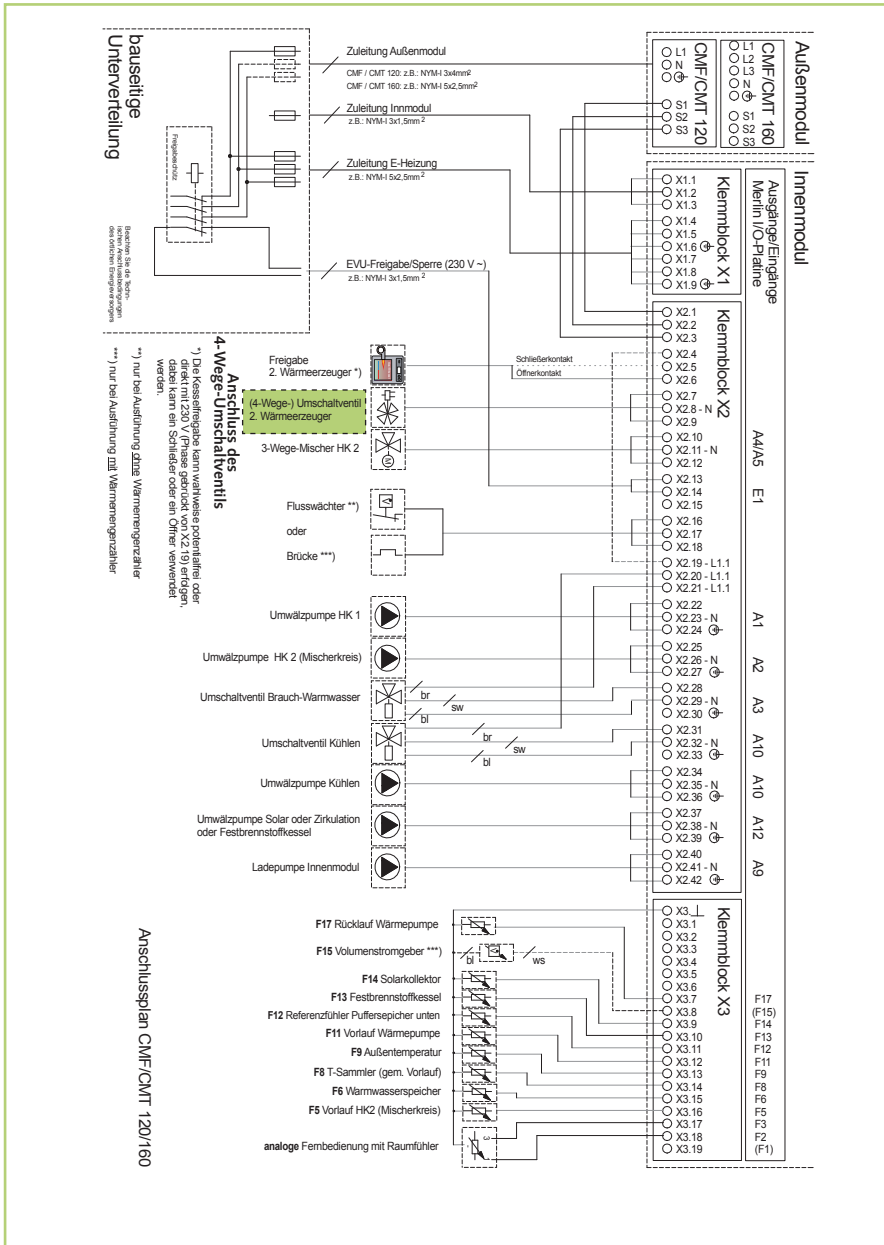 Außenmodul
CMF/CMT 160
L1
L2
L3
N
S1
S2
S3
CMF/CMT 120
L1
N
S1
S2
S3
bauseitige
Unterverteilung
Freigabeschütz
Beachten Sie die Techn-
ischen Anschlussbedingungen
des örtlichen Energieversorgers
Zuleitung Außenmodul
CMF / CMT 120: z.B.: NYM-I 3x4mm²
CMF / CMT 160: z.B.: NYM-I 5x2,5mm²
Zuleitung Innmodul
z.B.: NYM-I 3x1,5mm ²
Zuleitung E-Heizung
z.B.: NYM-I 5x2,5mm ²
EVU-Freigabe/Sperre (230 V ~)
z.B.: NYM-I 3x1,5mm ²
Innenmodul
Ausgänge/Eingänge
Merlin I/O-Platine
Klemmblock X1
X1.1
X1.2
X1.3
X1.4
X1.5
X1.6
X1.7
X1.8
X1.9
Klemmblock X2
X2.1
X2.2
X2.3
X2.4
X2.5
X2.6
X2.7
X2.8 - N
X2.9
X2.10
X2.11 - N
X2.12
X2.13
X2.14
X2.15
X2.16
X2.17
X2.18
X2.19 - L1.1
X2.20 - L1.1
X2.21 - L1.1
X2.22
X2.23 - N
X2.24
X2.25
X2.26 - N
X2.27
X2.28
X2.29 - N
X2.30
X2.31
X2.32 - N
X2.33
X2.34
X2.35 - N
X2.36
X2.37
X2.38 - N
X2.39
X2.40
X2.41 - N
X2.42
A4/A5
E1
A1
A2
A3
A10
A10
A12
A9
Freigabe
2. Wärmeerzeuger *)
Schließerkontakt
Öffnerkontakt
(4-Wege-) Umschaltventil
2. Wärmeerzeuger
3-Wege-Mischer HK 2
M
Flusswächter **)
V
oder
Brücke ***)
Umwälzpumpe HK 1
Umwälzpumpe HK 2 (Mischerkreis)
Umschaltventil Brauch-Warmwasser
br
sw
bl
Umschaltventil Kühlen
br
sw
bl
Umwälzpumpe Kühlen
Umwälzpumpe Solar oder Zirkulation
oder Festbrennstoffkessel
Ladepumpe Innenmodul
Anschluss des
4-Wege-Umschaltventils
*) Die Kesselfreigabe kann wahlweise potentialfrei oder
direkt mit 230 V (Phase gebrückt von X2.19) erfolgen,
dabei kann ein Schließer oder ein Öffner verwendet
werden.
**) nur bei Ausführung ohne Wärmemengenzähler
***) nur bei Ausführung mit Wärmemengenzähler
Klemmblock X3
X3.
X3.1
X3.2
X3.3
X3.4
X3.5
X3.6
X3.7
X3.8
X3.9
X3.10
X3.11
X3.12
X3.13
X3.14
X3.15
X3.16
X3.17
X3.18
X3.19
F17
(F15)
F14
F13
F12
F11
F9
F8
F6
F5
F3
F2
(F1)
F17 Rücklauf Wärmepumpe
F15 Volumenstromgeber ***)
bl
V
ws
F14 Solarkollektor
F13 Festbrennstoffkessel
F12 Referenzfühler Puffersepicher unten
F11 Vorlauf Wärmepumpe
F9 Außentemperatur
F8 T-Sammler (gem. Vorlauf)
F6 Warmwasserspeicher
F5 Vorlauf HK2 (Mischerkreis)
analoge Fernbedienung mit Raumfühler
3
Anschlussplan CMF/CMT 120/160